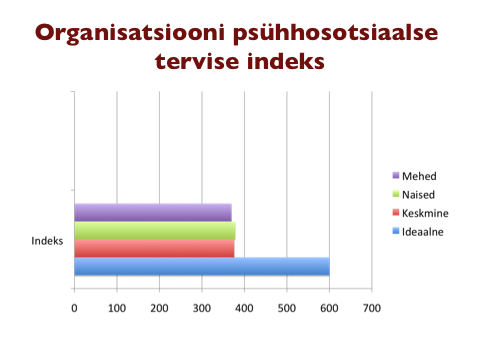 Organisatsiooni psühhosotsiaalse
tervise indeks
Mehed
Naised
Keskmine
Ideaalne
Indeks
0 100 200 300 400 500 600 700